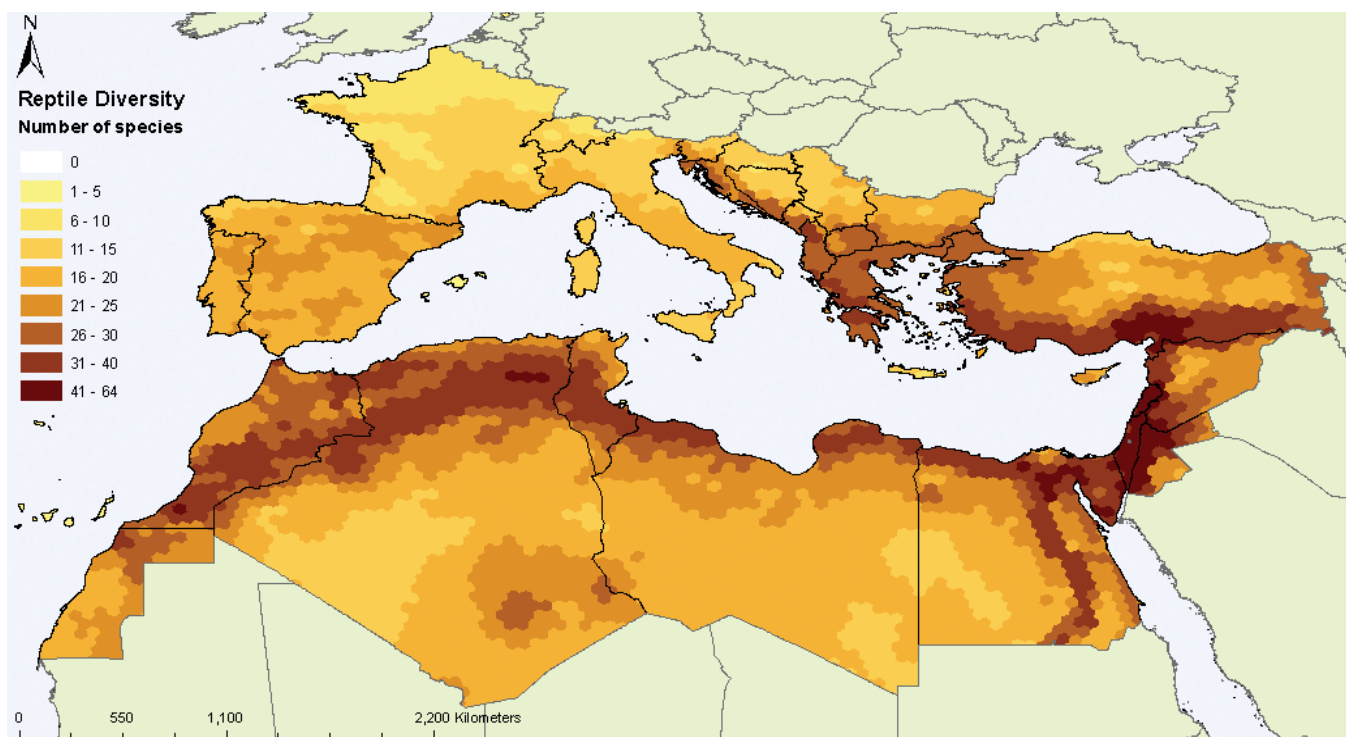 N
Reptile Diversity
Number of species
0
1 - 5
6 - 10
11 - 15
16 - 20
21 - 25
26 - 30
31 - 40
41 - 64
0 550 1,100 2,200 Kilometers